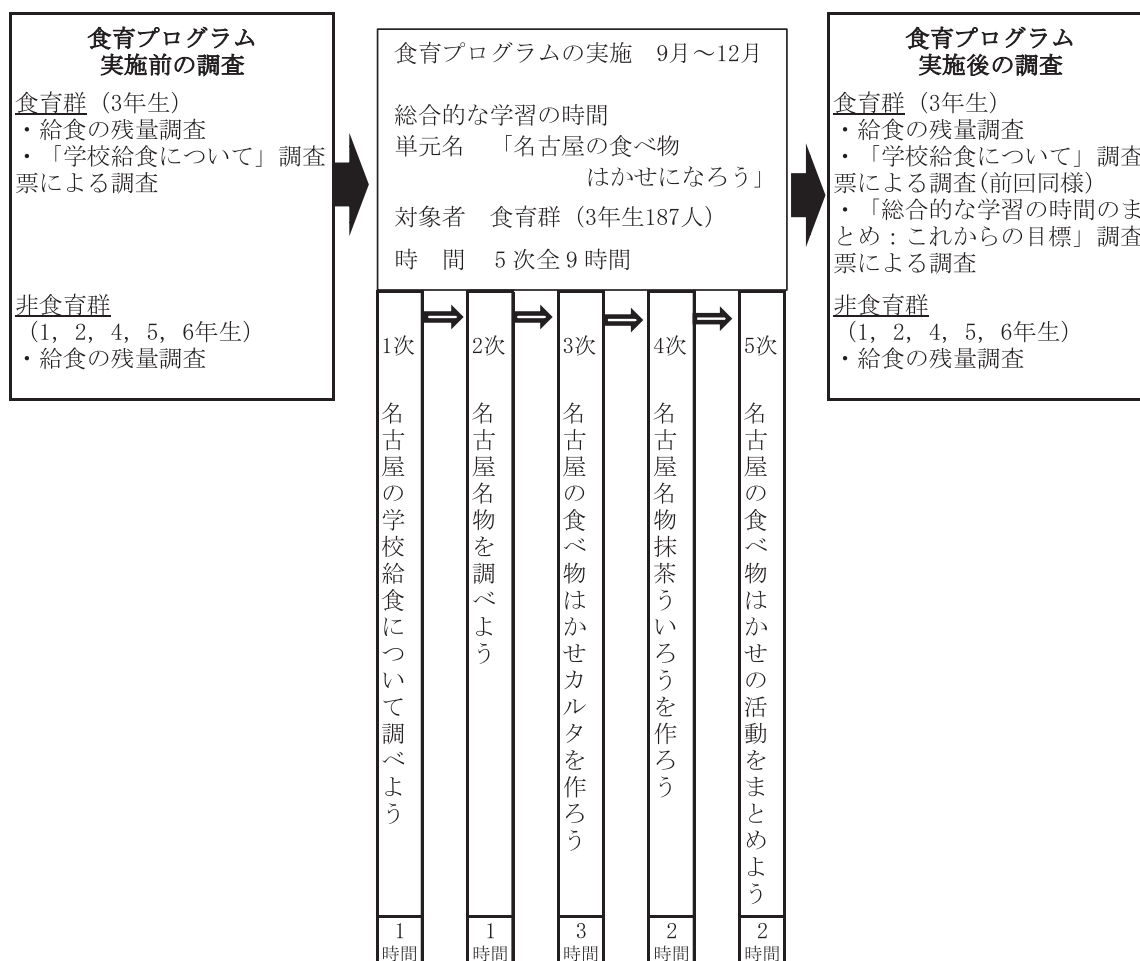 食育プログラム
実施前の調査
食育群（3年生）
・給食の残量調査
・「学校給食について」調査
票による調査
非食育群
（1, 2, 4, 5, 6年生）
・給食の残量調査
食育プログラムの実施　9月～12月
総合的な学習の時間
単元名　「名古屋の食べ物
はかせになろう」
対象者　食育群（3年生187人）
時　間　5次全9時間
1次
名古屋の学校給食について調べよう
1
時間
2次
名古屋名物を調べよう
1
時間
3次
名古屋の食べ物はかせカルタを作ろう
3
時間
4次
名古屋名物抹茶ういろうを作ろう
2
時間
5次
名古屋の食べ物はかせの活動をまとめよう
2
時間
食育プログラム
実施後の調査
食育群（3年生）
・給食の残量調査
・「学校給食について」調査
票による調査(前回同様)
・「総合的な学習の時間のま
とめ：これからの目標」調査
票による調査
非食育群
（1, 2, 4, 5, 6年生）
・給食の残量調査